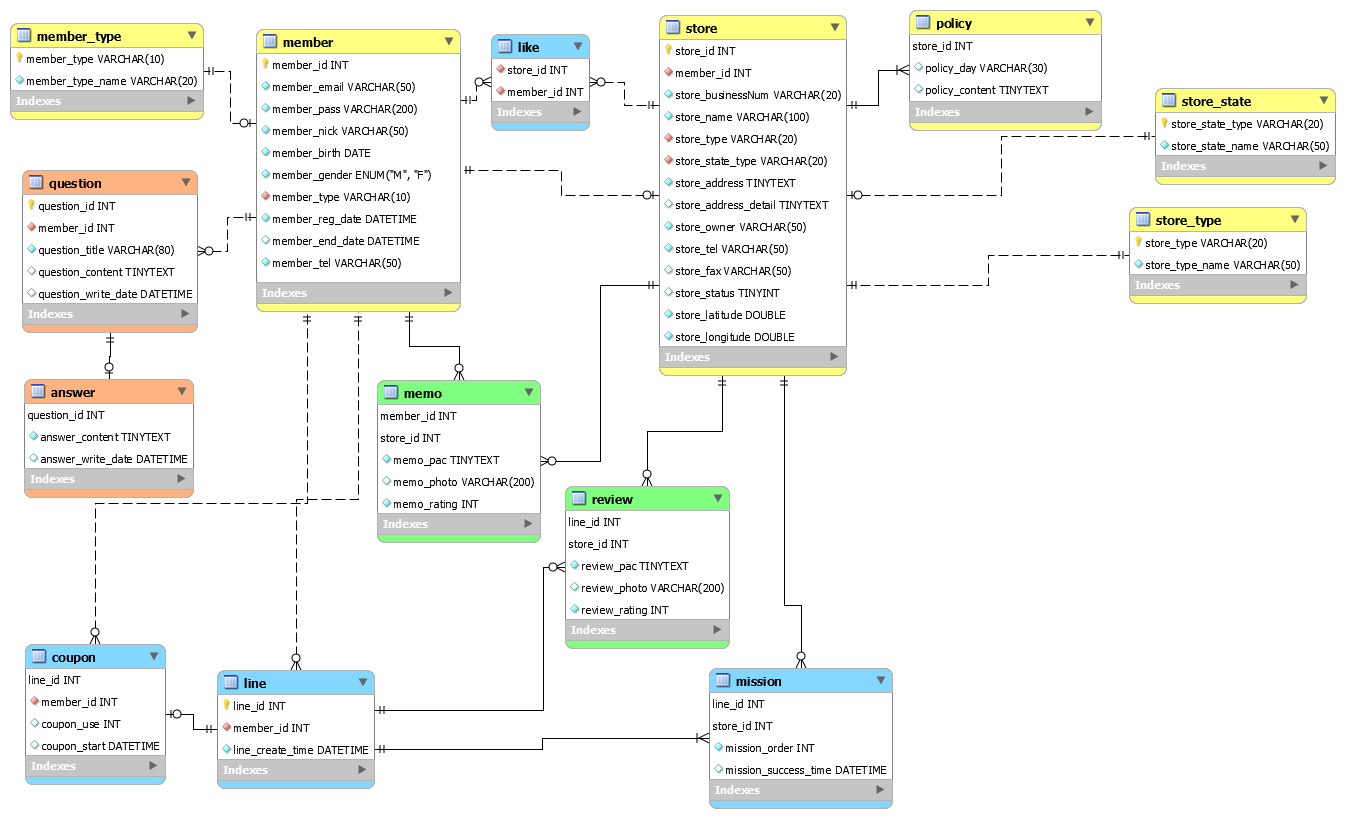 member_type
member_type VARCHAR(10)
member_type_name VARCHAR(20)
Indexes
member
member_id INT
member_email VARCHAR(50)
member_pass VARCHAR(200)
member_nick VARCHAR(50)
member_birth DATE
member_gender ENUM("M", "F")
member_type VARCHAR(10)
member_reg_date DATETIME
member_end_date DATETIME
member_tel VARCHAR(50)
Indexes
like
store_id INT
member_id INT
Indexes
store
store_id INT
member_id INT
store_businessNum VARCHAR(20)
store_name VARCHAR(100)
store_type VARCHAR(20)
store_state_type VARCHAR(20)
store_address TINYTEXT
store_address_detail TINYTEXT
store_owner VARCHAR(50)
store_tel VARCHAR(50)
store_fax VARCHAR(50)
store_status TINYINT
store_latitude DOUBLE
store_longitude DOUBLE
Indexes
policy
store_id INT
policy_day VARCHAR(30)
policy_content TINYTEXT
Indexes
store_state
store_state_type VARCHAR(20)
store_state_name VARCHAR(50)
Indexes
store_type
store_type VARCHAR(20)
store_type_name VARCHAR(50)
Indexes
question
question_id INT
member_id INT
question_title VARCHAR(80)
question_content TINYTEXT
question_write_date DATETIME
Indexes
answer
question_id INT
answer_content TINYTEXT
answer_write_date DATETIME
Indexes
memo
member_id INT
store_id INT
memo_pac TINYTEXT
memo_photo VARCHAR(200)
memo_rating INT
Indexes
review
line_id INT
store_id INT
review_pac TINYTEXT
review_photo VARCHAR(200)
review_rating INT
Indexes
coupon
line_id INT
member_id INT
coupon_use INT
coupon_start DATETIME
Indexes
line
line_id INT
member_id INT
line_create_time DATETIME
Indexes
mission
line_id INT
store_id INT
mission_order INT
mission_success_time DATETIME
Indexes